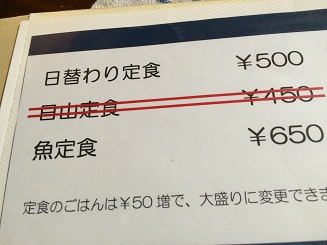 日替わり定食 ¥500
目山定食 ¥450
魚定食 ¥650
定食のごはんは¥50増で、大盛りに変更でき